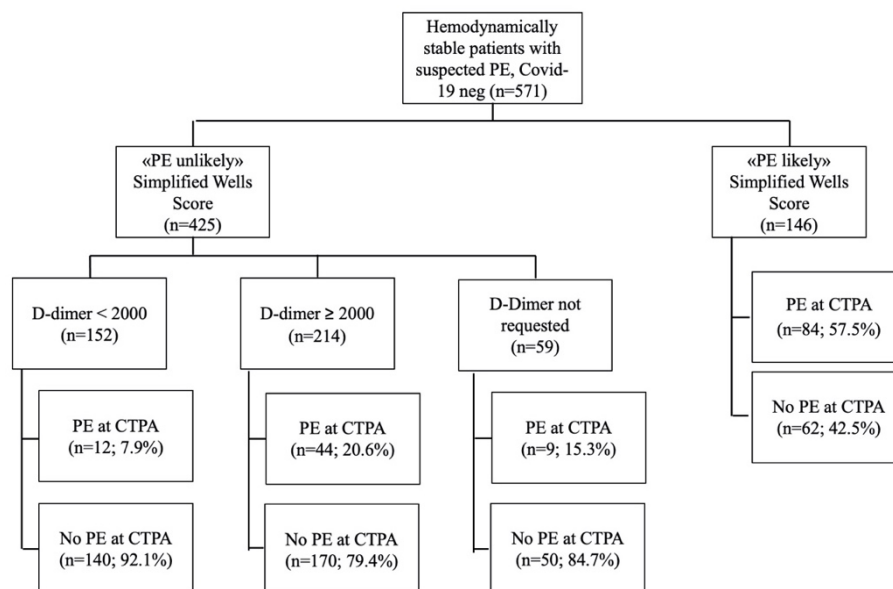 Hemodynamically
stable patients with
suspected PE, Covid-
19 neg (n=571)
«PE unlikely»
Simplified Wells
Score
(n=425)
«PE likely»
Simplified Wells
Score
(n=146)
D-dimer < 2000
(n=152)
D-dimer ≥ 2000
(n=214)
D-Dimer not
requested
(n=59)
PE at CTPA
(n=84; 57.5%)
No PE at CTPA
(n=62; 42.5%)
PE at CTPA
(n=12; 7.9%)
PE at CTPA
(n=44; 20.6%)
PE at CTPA
(n=9; 15.3%)
No PE at CTPA
(n=140; 92.1%)
No PE at CTPA
(n=170; 79.4%)
No PE at CTPA
(n=50; 84.7%)